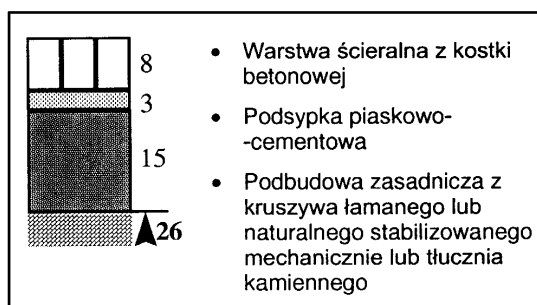 8
3
15
26
• Warstwa ścieralna z kostki
betonowej
• Podsypka piaskowo-
-cementowa
• Podbudowa zasadnicza z
kruszywa łamanego lub
naturalnego stabilizowanego
mechanicznie lub tłucznia
kamiennego